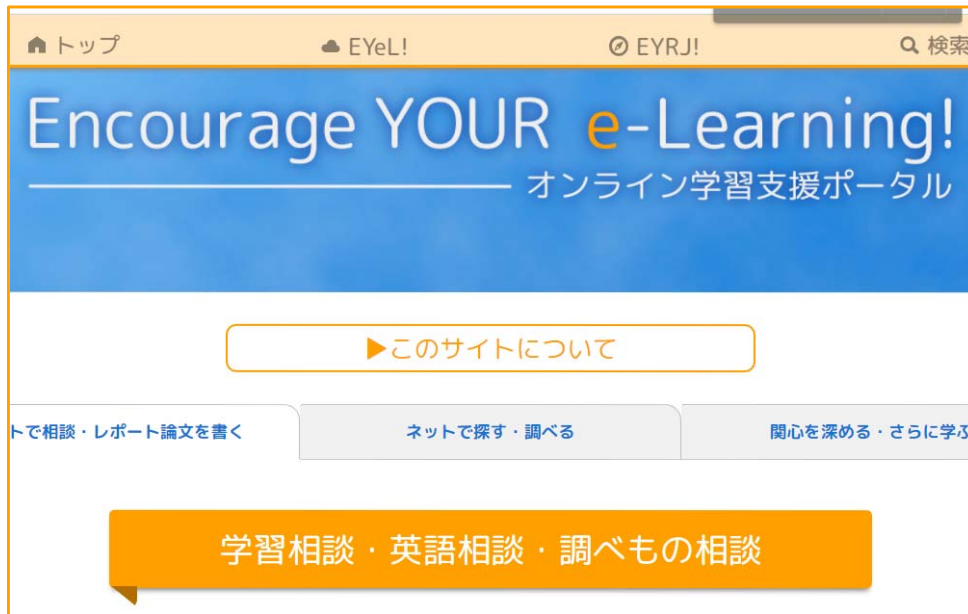 トップ
EYeL!
EYRJ!
検索
Encourage YOUR e-Learning!
オンライン学習支援ポータル
▶このサイトについて
トで相談・レポート論文を書く
ネットで探す・調べる
関心を深める・さらに学ぶ
学習相談・英語相談・調べもの相談